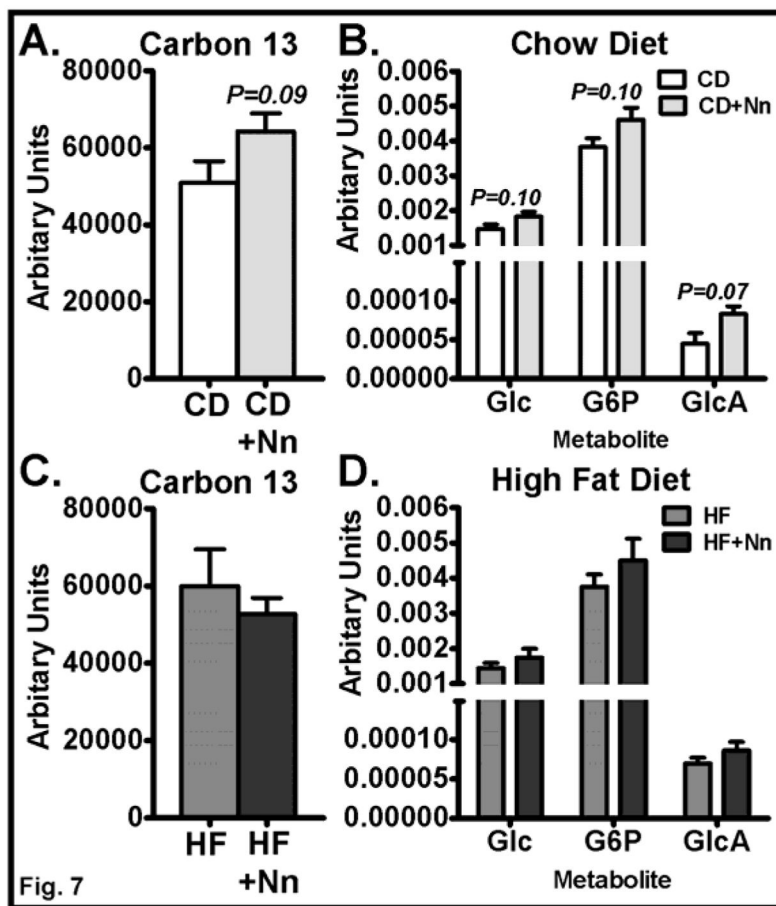 A. Carbon 13
Arbitary Units
80000
60000
40000
20000
0
P=0.09
CD CD
+Nn
B. Chow Diet
CD
CD+Nn
Arbitary Units
0.006
0.005
0.004
0.003
0.002
0.001
0.00010
0.00005
0.00000
P=0.10
P=0.10
P=0.07
Glc G6P GlcA
Metabolite
C. Carbon 13
Arbitary Units
80000
60000
40000
20000
0
HF HF
+Nn
D. High Fat Diet
HF
HF+Nn
Arbitary Units
0.006
0.005
0.004
0.003
0.002
0.001
0.00010
0.00005
0.00000
Glc G6P GlcA
Metabolite
Fig. 7